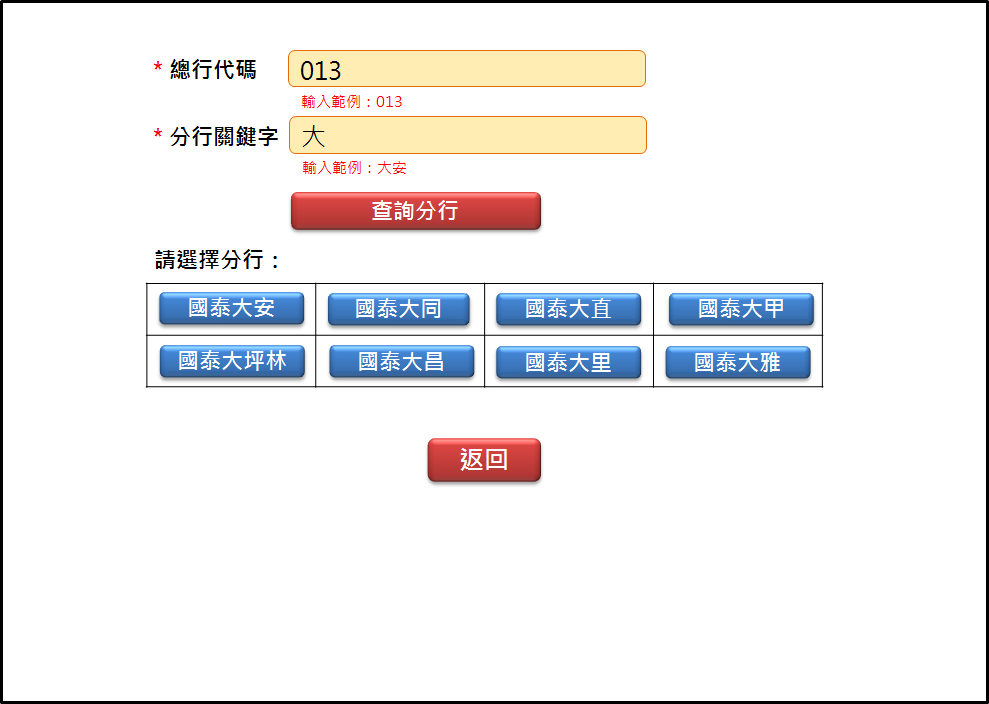 * 總行代碼 013
輸入範例：013
* 分行關鍵字 大
輸入範例：大安
查詢分行
請選擇分行：
國泰大安 國泰大同 國泰大直 國泰大甲
國泰大坪林 國泰大昌 國泰大里 國泰大雅
返回